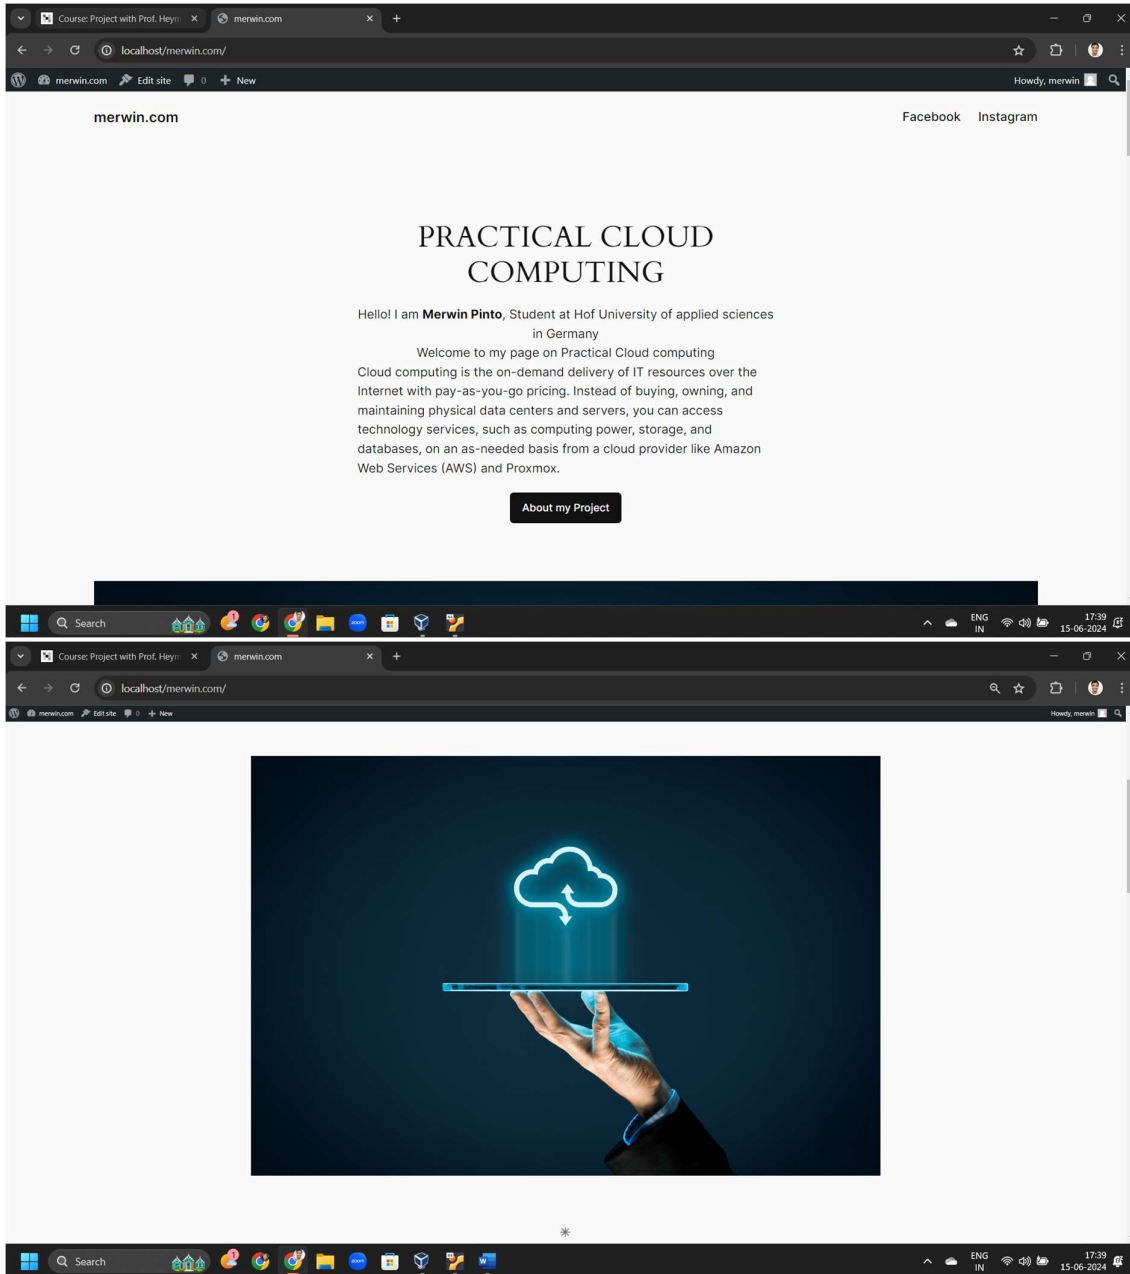 Course: Project with Prof. Heym
merwin.com
localhost/merwin.com/
merwin.com Edit site 0 New Howdy, merwin
merwin.com Facebook Instagram
PRACTICAL CLOUD
COMPUTING
Hello! I am Merwin Pinto, Student at Hof University of applied sciences
in Germany
Welcome to my page on Practical Cloud computing
Cloud computing is the on-demand delivery of IT resources over the
Internet with pay-as-you-go pricing. Instead of buying, owning, and
maintaining physical data centers and servers, you can access
technology services, such as computing power, storage, and
databases, on an as-needed basis from a cloud provider like Amazon
Web Services (AWS) and Proxmox.
About my Project
Search 1 zoom ENG 17:39
IN 15-06-2024
Course: Project with Prof. Heym
merwin.com
localhost/merwin.com/
merwin.com Edit site 0 New Howdy, merwin
Search 1 zoom W ENG 17:39
IN 15-06-2024